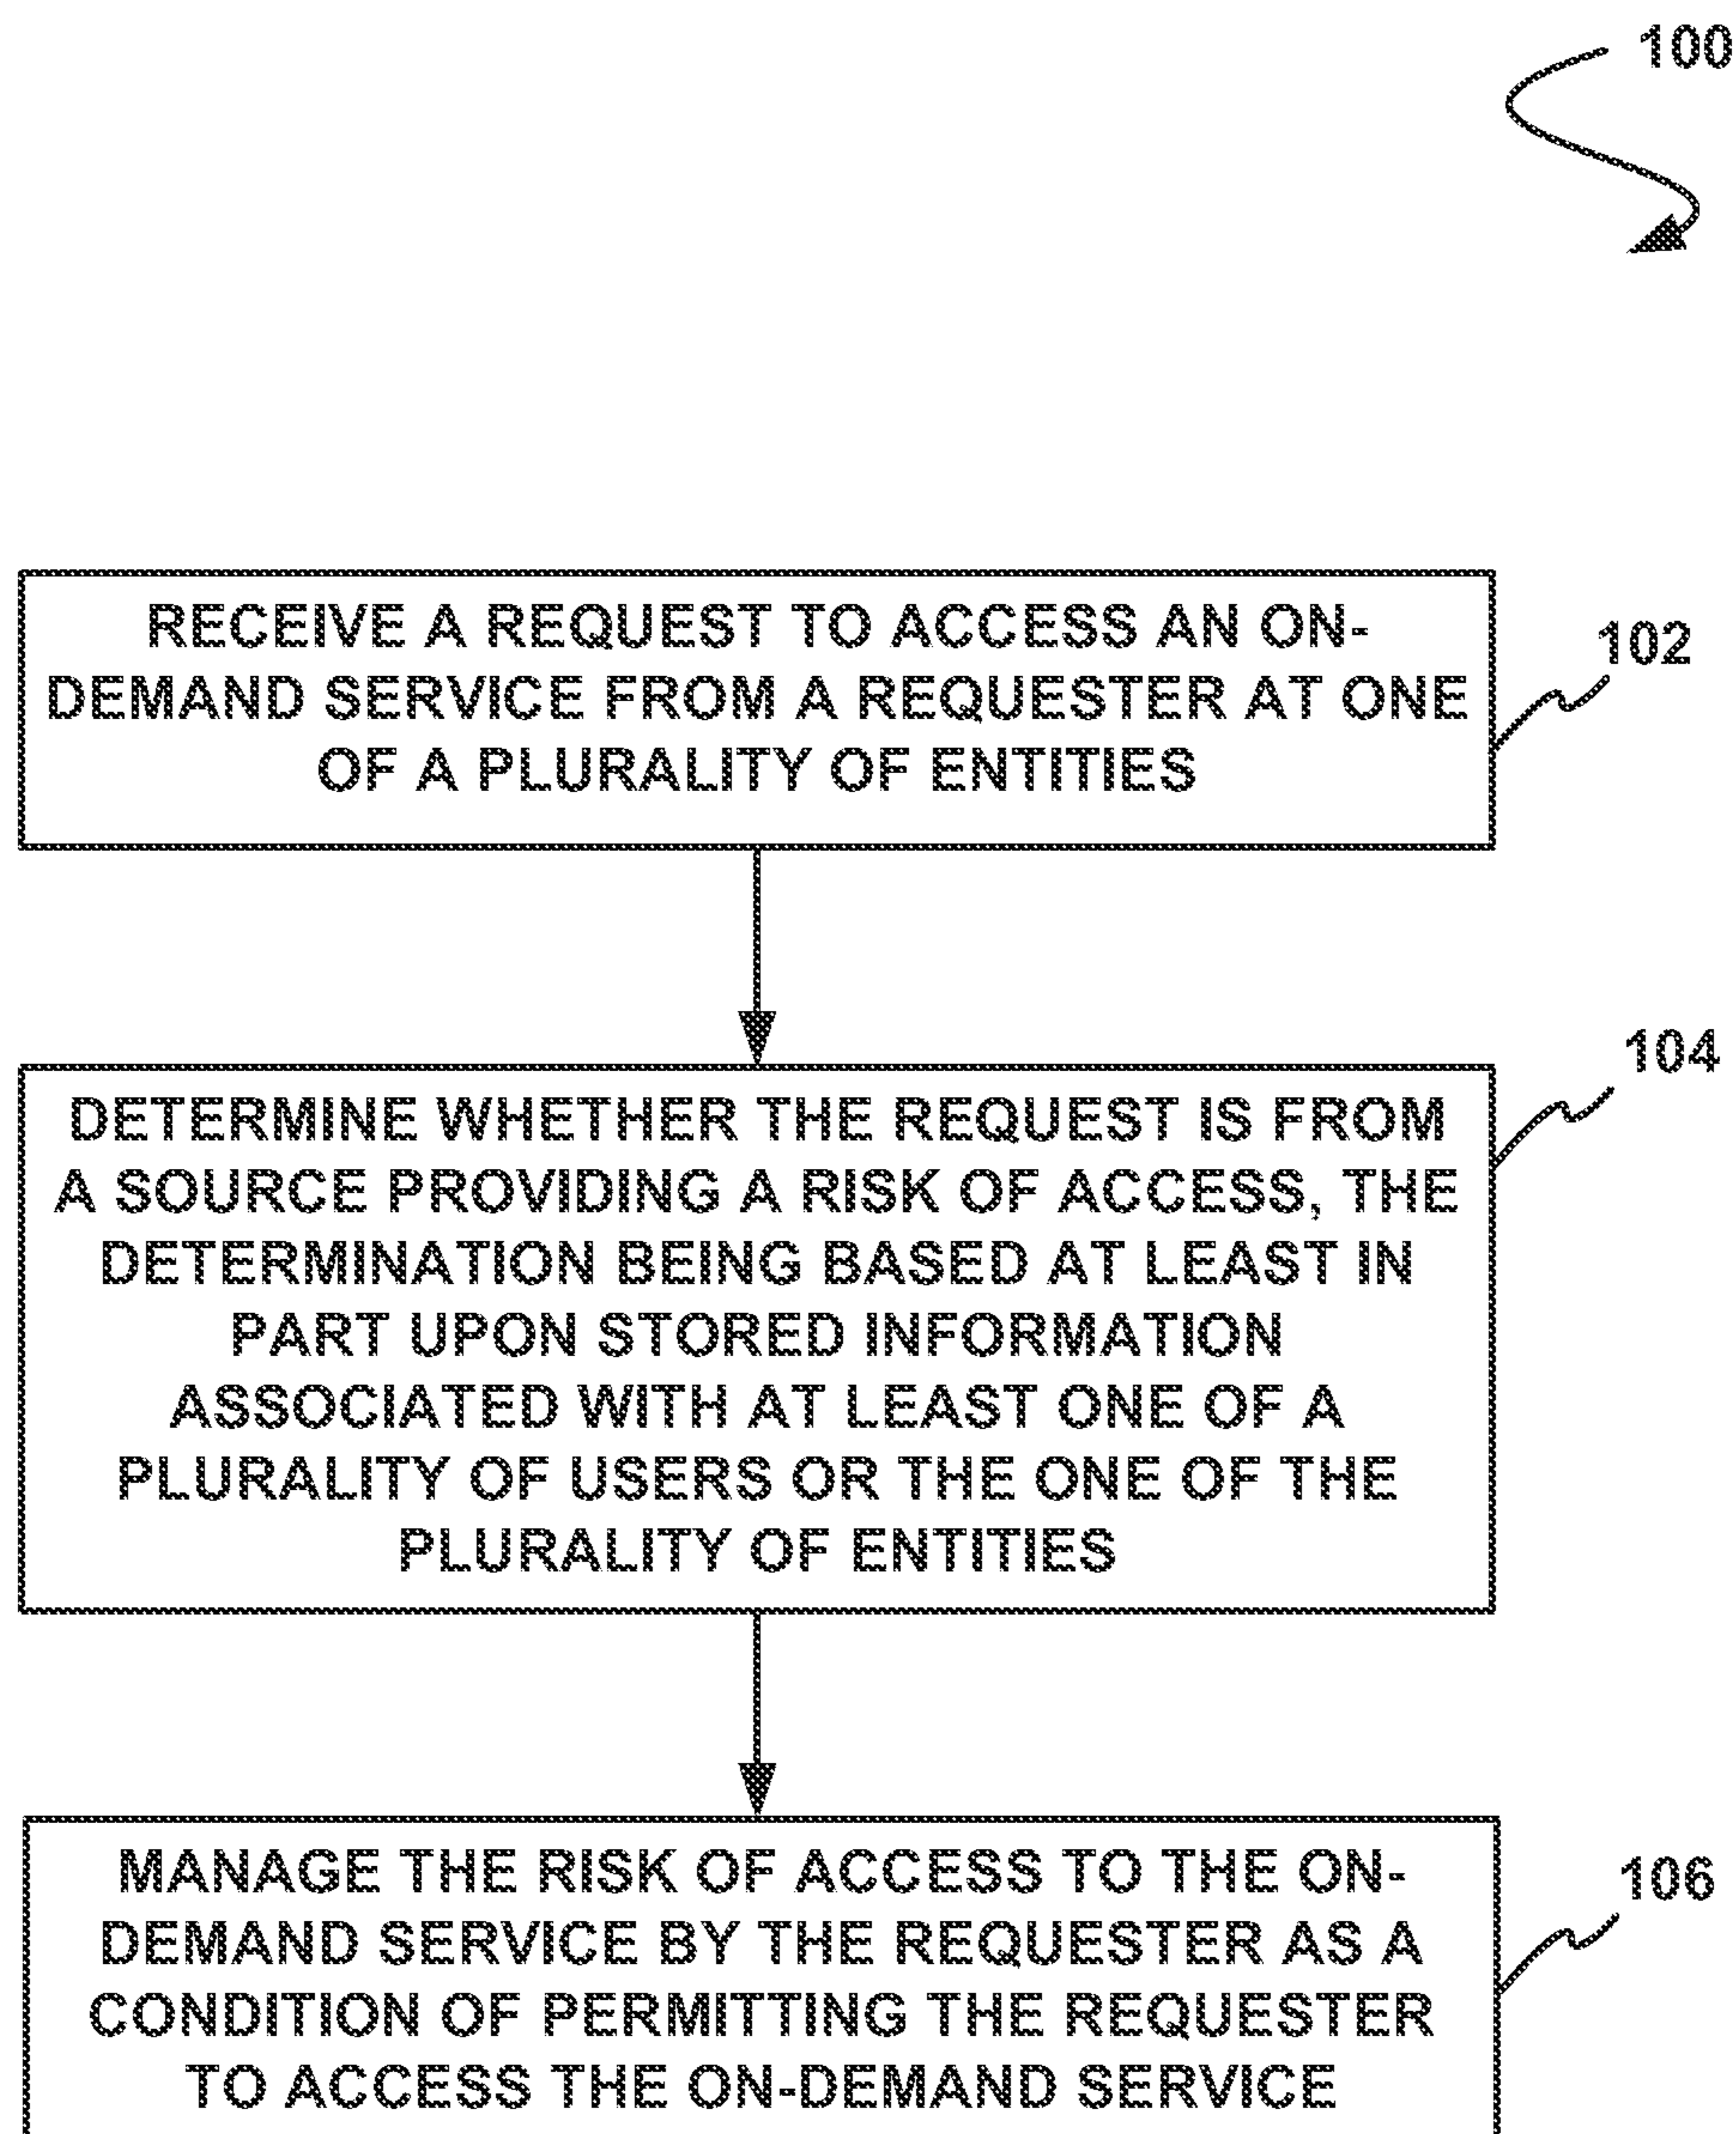 100
RECEIVE A REQUEST TO ACCESS AN ON-
DEMAND SERVICE FROM A REQUESTER AT ONE
OF A PLURALITY OF ENTITIES
102
DETERMINE WHETHER THE REQUEST IS FROM
A SOURCE PROVIDING A RISK OF ACCESS, THE
DETERMINATION BEING BASED AT LEAST IN
PART UPON STORED INFORMATION
ASSOCIATED WITH AT LEAST ONE OF A
PLURALITY OF USERS OR THE ONE OF THE
PLURALITY OF ENTITIES
104
MANAGE THE RISK OF ACCESS TO THE ON-
DEMAND SERVICE BY THE REQUESTER AS A
CONDITION OF PERMITTING THE REQUESTER
TO ACCESS THE ON-DEMAND SERVICE
106